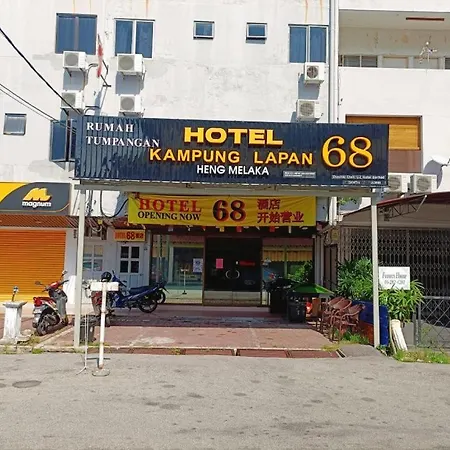 RUMAH
TUMPANGAN
HOTEL
KAMPUNG LAPAN 68
HENG MELAKA
magnum
HOTEL 68 酒店
OPENING NOW 开始营业
68